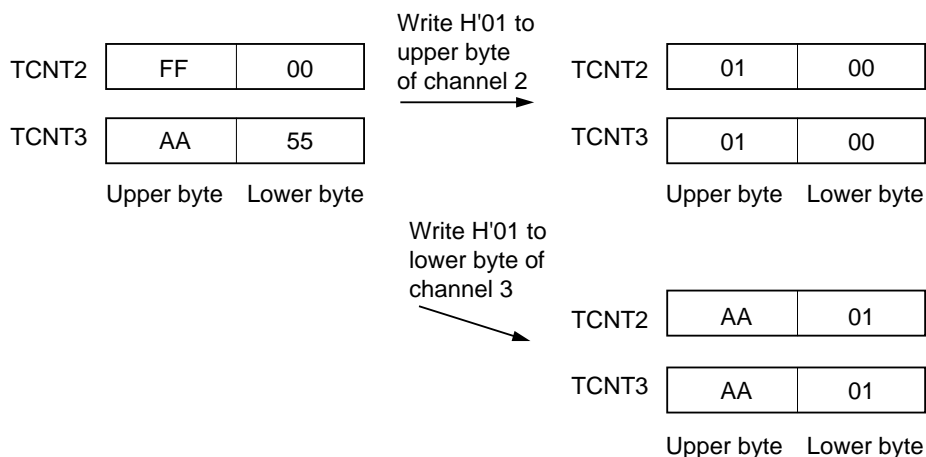 Write H'01 to
upper byte
of channel 2
TCNT2 FF 00
TCNT2 01 00
TCNT3 AA 55
TCNT3 01 00
Upper byte Lower byte
Upper byte Lower byte
Write H'01 to
lower byte of
channel 3
TCNT2 AA 01
TCNT3 AA 01
Upper byte Lower byte